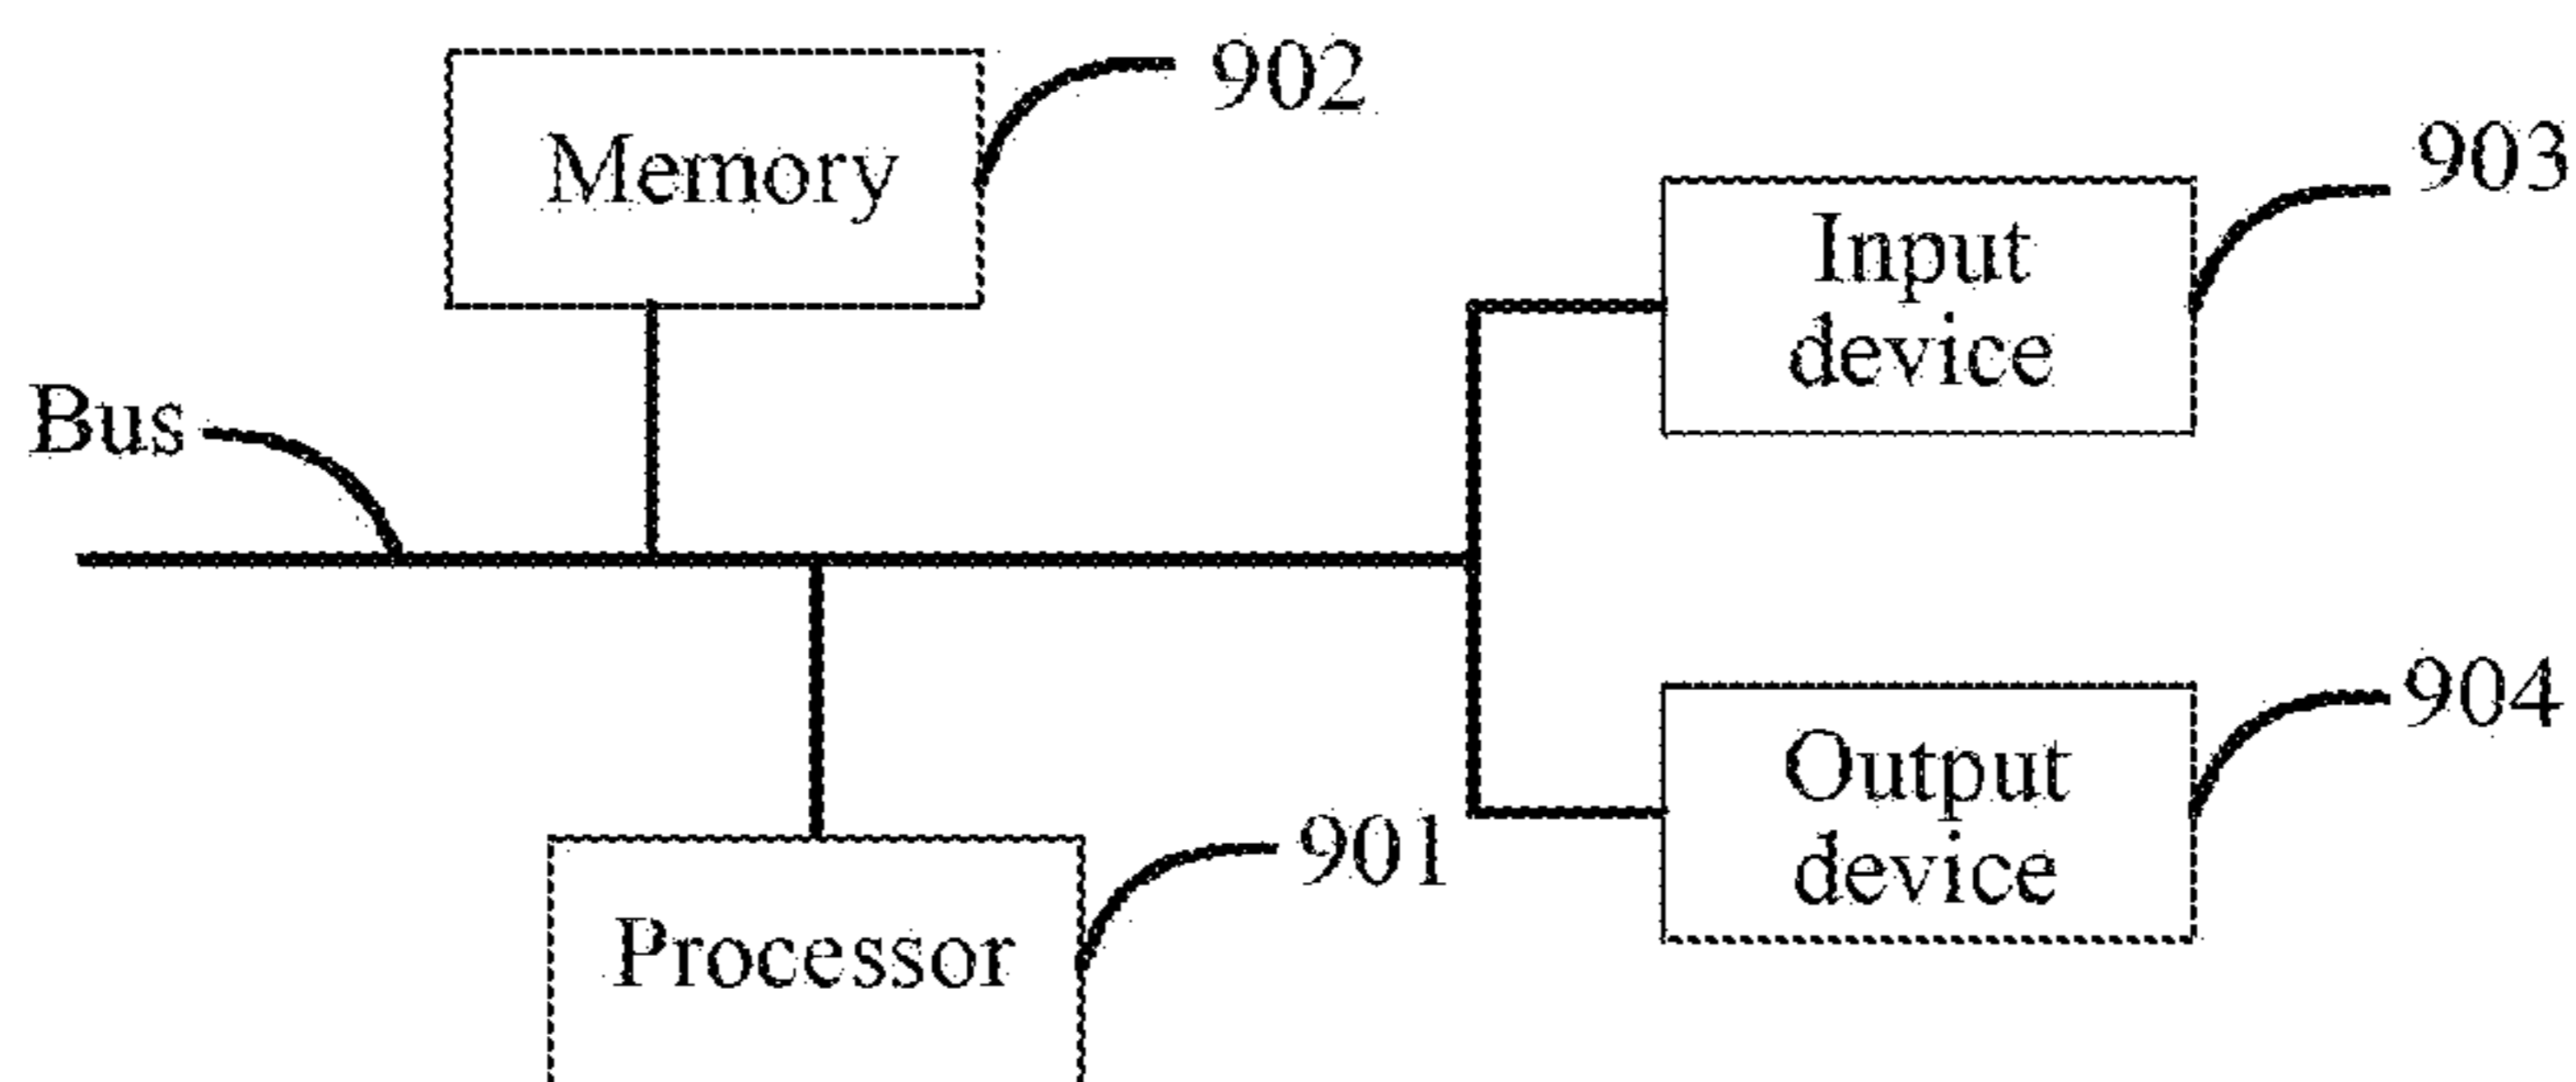 902
Memory
903
Input
device
Bus
904
Output
device
901
Processor